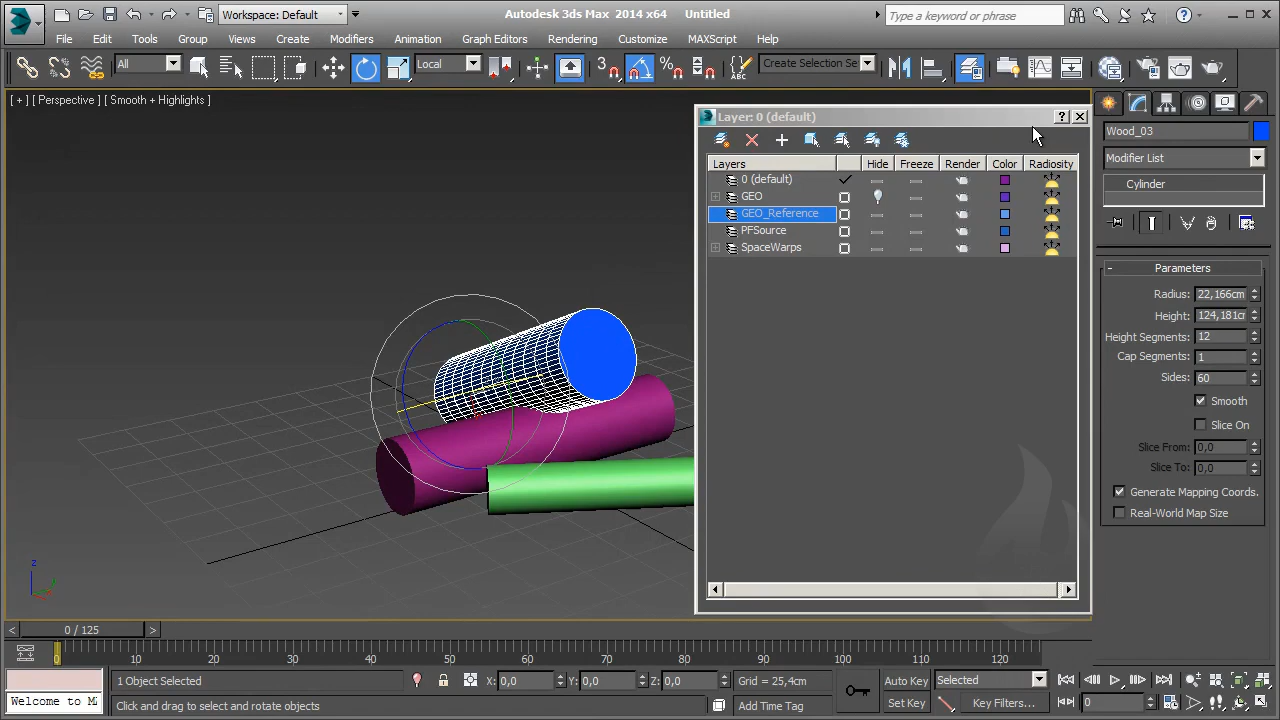 Workspace: Default
Autodesk 3ds Max 2014 x64 Untitled
Type a keyword or phrase
File Edit Tools Group Views Create Modifiers Animation Graph Editors Rendering Customize MAXScript Help
All
Local
3
Create Selection Se
[ + ] [ Perspective ] [ Smooth + Highlights ]
Layer: 0 (default)
Layers Hide Freeze Render Color Radiosity
0 (default)
GEO
GEO_Reference
PFSource
SpaceWarps
Wood_03
Modifier List
Cylinder
Parameters
Radius: 22,166cm
Height: 124,181cr
Height Segments: 12
Cap Segments: 1
Sides: 60
Smooth
Slice On
Slice From: 0,0
Slice To: 0,0
Generate Mapping Coords.
Real-World Map Size
z
0 / 125
0 10 20 30 40 50 60 70 80 90 100 110 120
1 Object Selected
X: 0,0 Y: 0,0 Z: 0,0
Grid = 25,4cm
Auto Key
Selected
Welcome to M
Click and drag to select and rotate objects
Add Time Tag
Set Key
Key Filters...
0